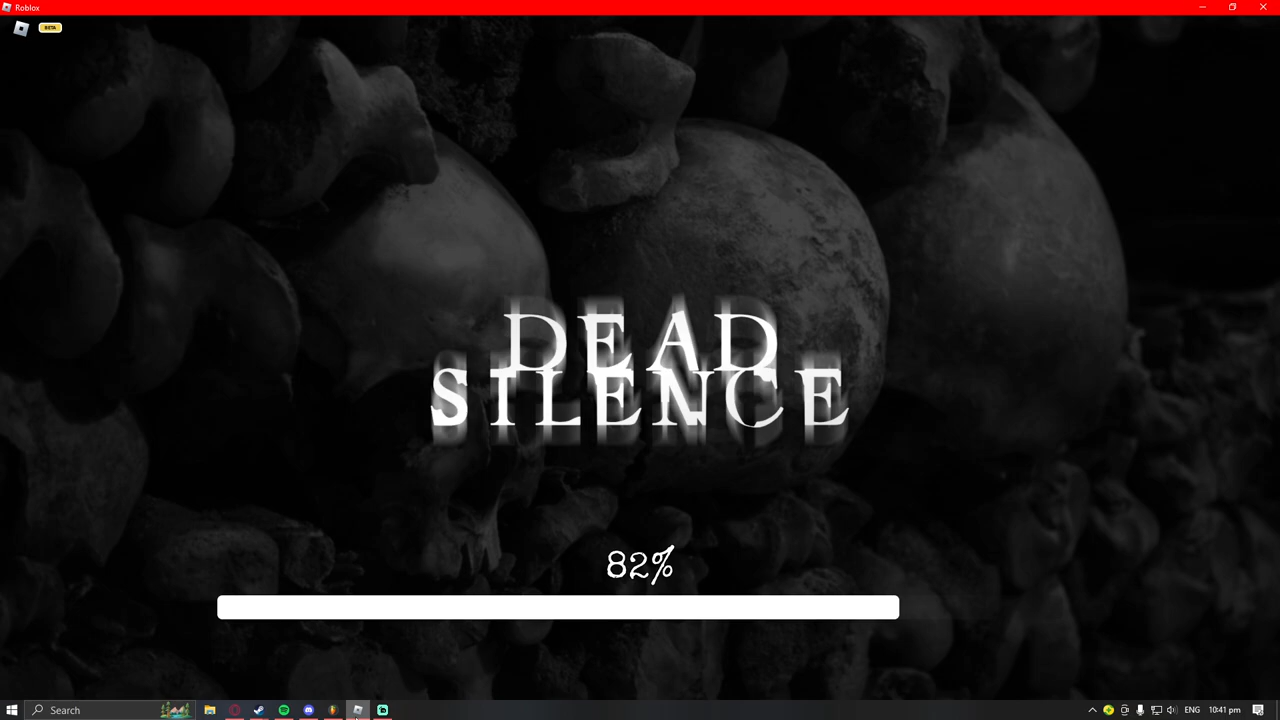 Roblox
BETA
DEAD
SILENCE
82%
Search
ENG
10:41 pm